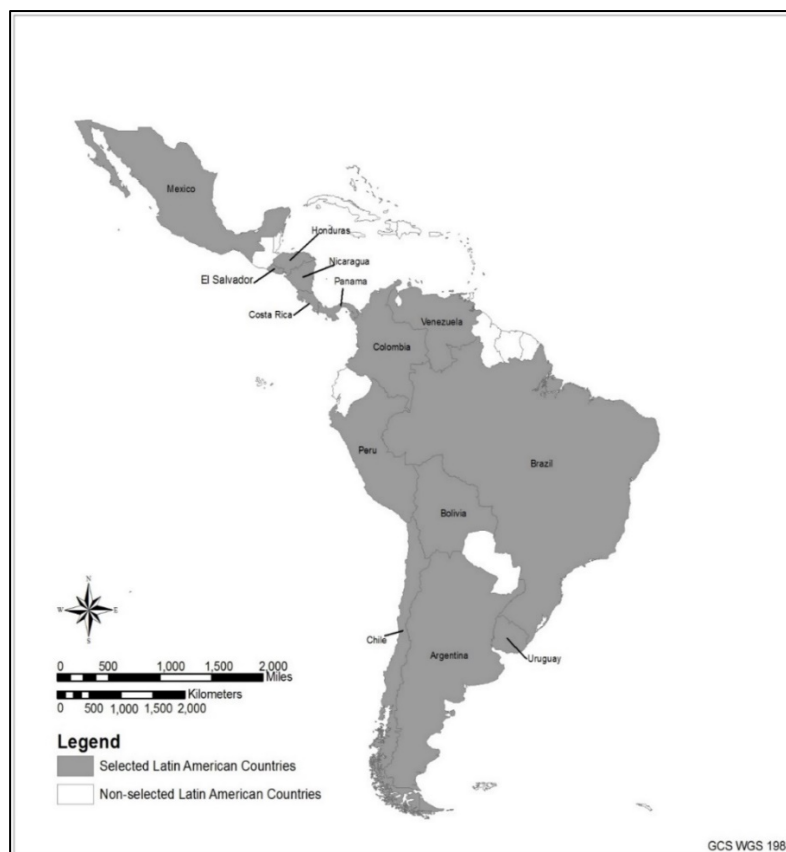 Mexico
Honduras
Nicaragua
El Salvador
Panama
Costa Rica
Venezuela
Colombia
Peru
Brazil
Bolivia
Chile
Argentina
Uruguay
N
W E
S
0 500 1,000 1,500 2,000
Miles
Kilometers
0 500 1,000 1,500 2,000
Legend
Selected Latin American Countries
Non-selected Latin American Countries
GCS WGS 198